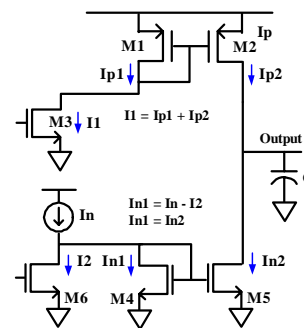 Ip
M1
M2
Ip1
Ip2
M3
I1
I1 = Ip1 + Ip2
Output
In
In1 = In - I2
In1 = In2
I2
In1
In2
M6
M4
M5